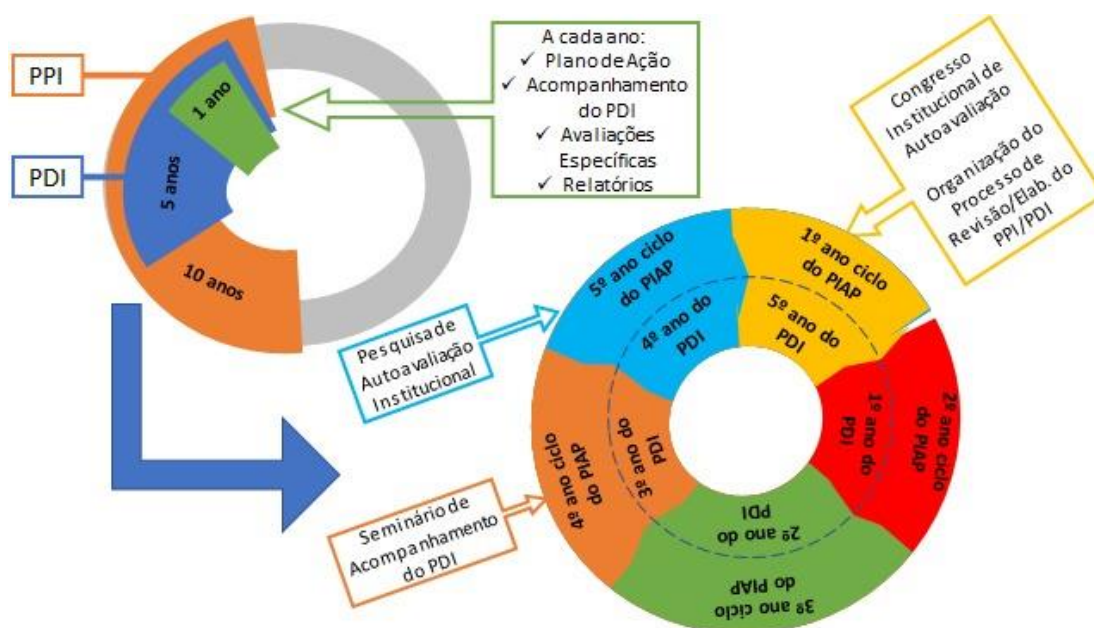 PPI
PDI
1 ano
5 anos
10 anos
A cada ano:
✓ Plano de Ação
✓ Acompanhamento
do PDI
✓ Avaliações
Específicas
✓ Relatórios
Congresso
Institucional de
Autoavaliação
Organização do
Processo de
Revisão/Elab. do
PPI/PDI
1º ano ciclo
do PIAP
5º ano do
PDI
2º ano ciclo
do PIAP
1º ano do
PDI
3º ano ciclo
do PIAP
2º ano do
PDI
4º ano ciclo
do PIAP
3º ano do
PDI
5º ano ciclo
do PIAP
4º ano do
PDI
Pesquisa de
Autoavaliação
Institucional
Seminário de
Acompanhamento
do PDI